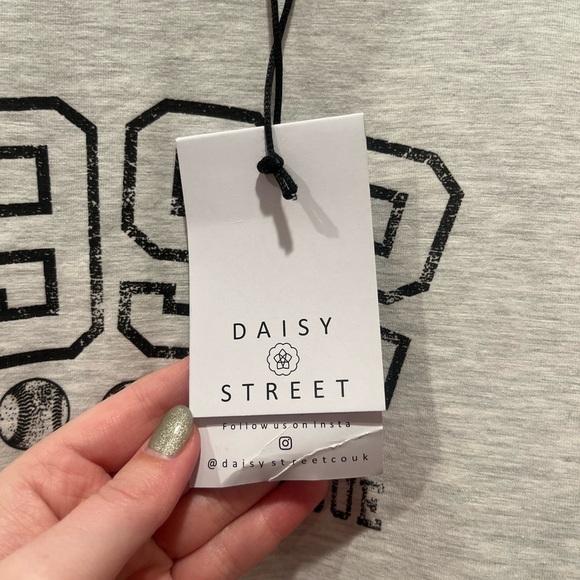 DAISY
STREET
Follow us on Insta
@daisystreetcouk